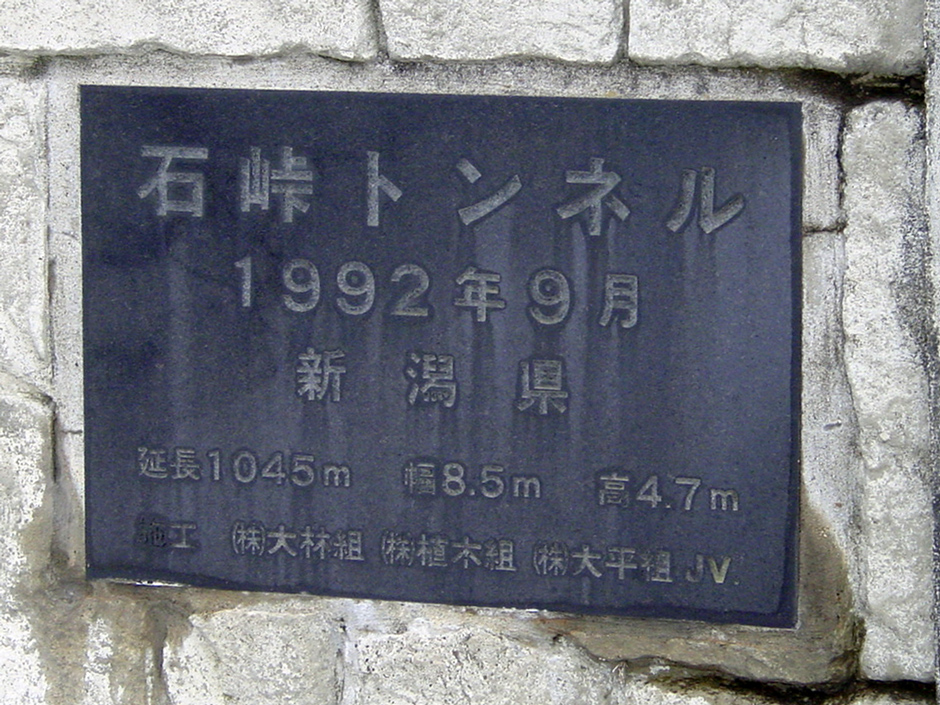 石峠トンネル
1992年9月
新潟県
延長1045m 幅8.5m 高4.7m
施工 ㈱大林組 ㈱植木組 ㈱大平組 JV.